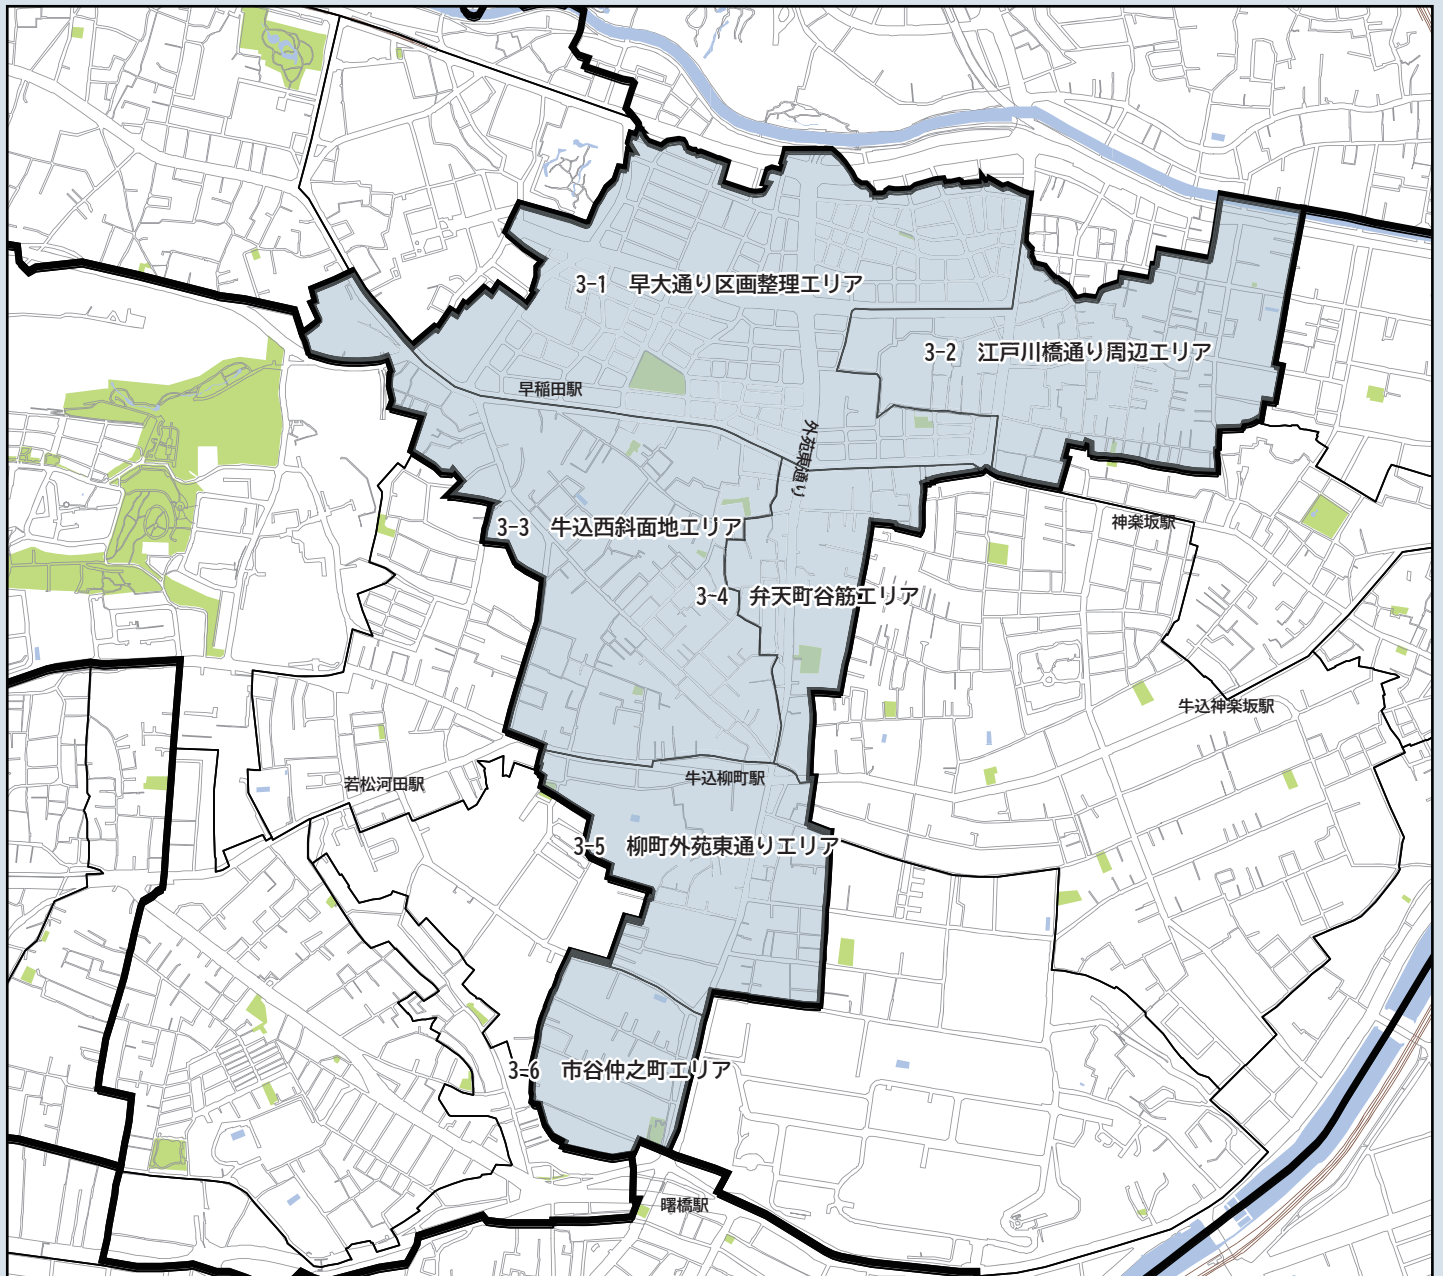 3-1 早大通り区画整理エリア
3-2 江戸川橋通り周辺エリア
早稲田駅
外苑東通り
3-3 牛込西斜面地エリア
神楽坂駅
3-4 弁天町谷筋エリア
牛込神楽坂駅
牛込柳町駅
若松河田駅
3-5 柳町外苑東通りエリア
3-6 市谷仲之町エリア
曙橋駅